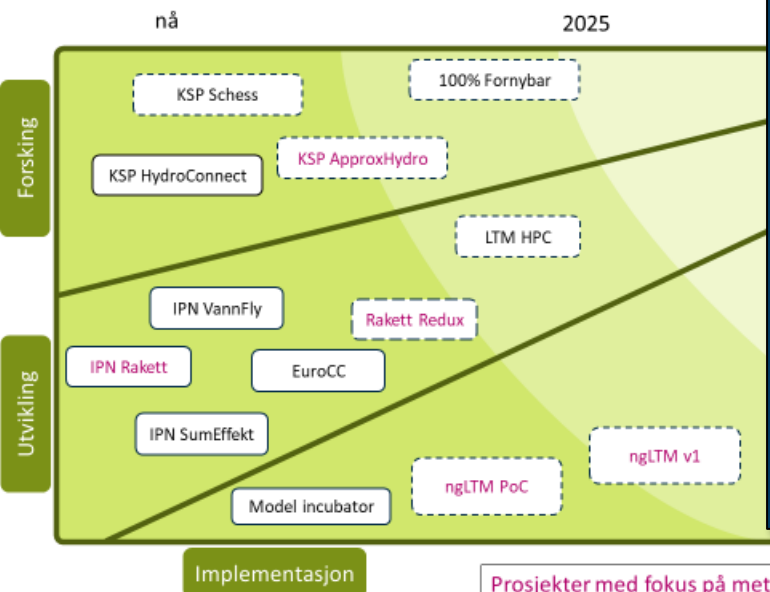 nå
2025
Forsking
KSP Schess
100% Fornybar
KSP ApproxHydro
KSP HydroConnect
LTM HPC
Utvikling
IPN VannFly
Rakett Redux
IPN Rakett
EuroCC
IPN SumEffekt
ngLTM v1
ngLTM PoC
Model incubator
Implementasjon
Prosjekter med fokus på